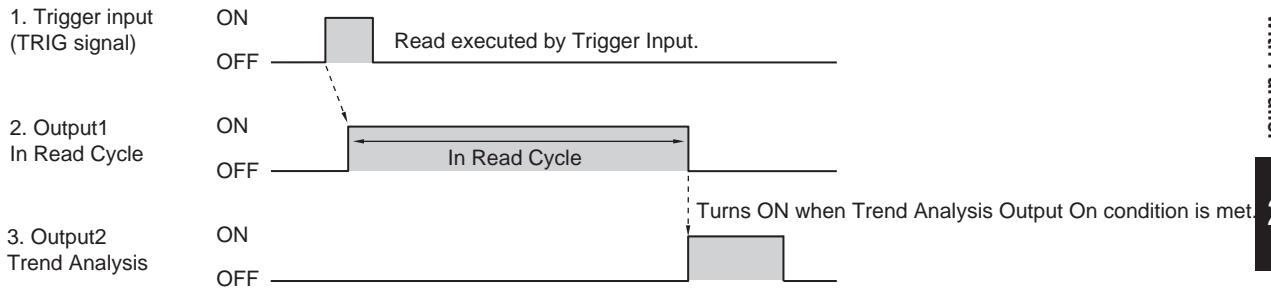 1. Trigger input
(TRIG signal)
ON
OFF
Read executed by Trigger Input.
2. Output1
In Read Cycle
ON
OFF
In Read Cycle
Turns ON when Trend Analysis Output On condition is met.
3. Output2
Trend Analysis
ON
OFF